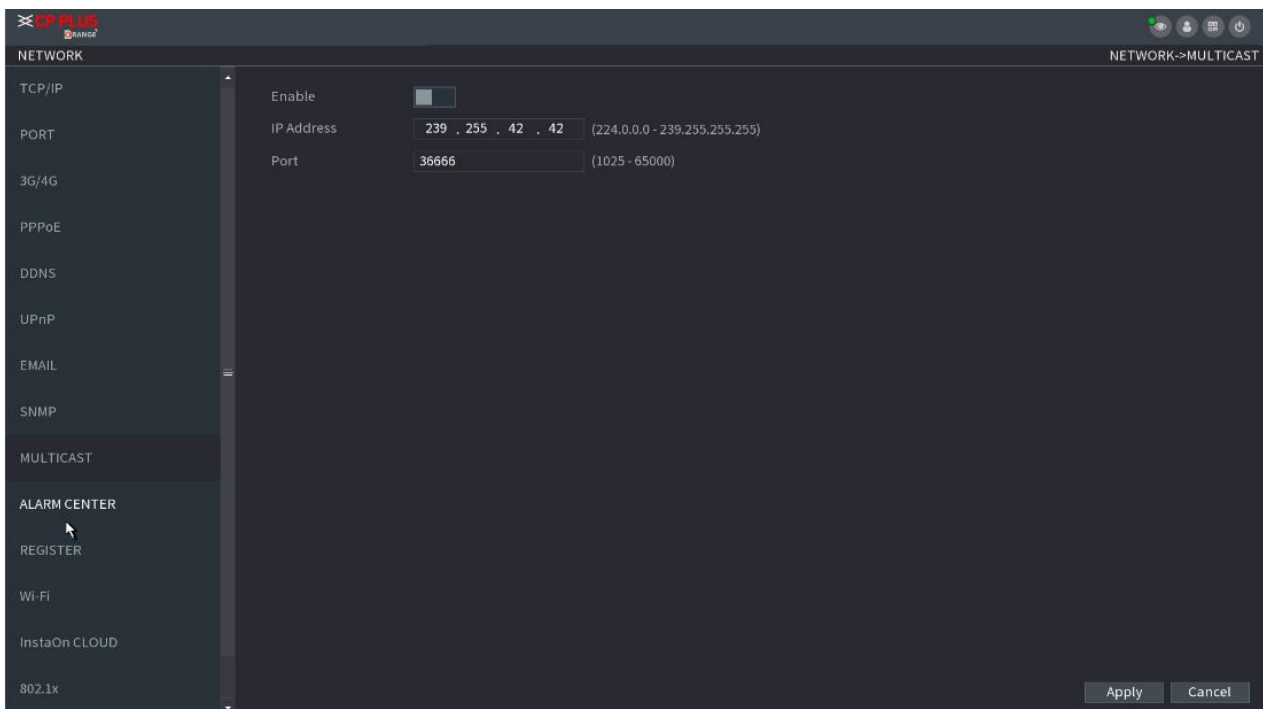 CP PLUS
ORANGE
NETWORK
NETWORK->MULTICAST
TCP/IP
PORT
3G/4G
PPPoE
DDNS
UPnP
EMAIL
SNMP
MULTICAST
ALARM CENTER
REGISTER
Wi-Fi
InstaOn CLOUD
802.1x
Enable
IP Address 239 . 255 . 42 . 42 (224.0.0.0 - 239.255.255.255)
Port 36666 (1025 - 65000)
Apply Cancel